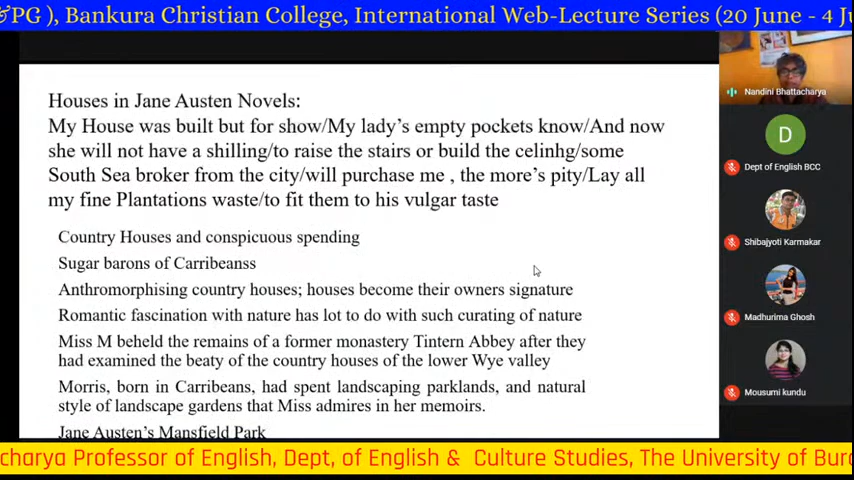 &PG ), Bankura Christian College, International Web-Lecture Series (20 June - 4 Ju
Houses in Jane Austen Novels:
My House was built but for show/My lady's empty pockets know/And now
she will not have a shilling/to raise the stairs or build the celinhg/some
South Sea broker from the city/will purchase me , the more's pity/Lay all
my fine Plantations waste/to fit them to his vulgar taste
Country Houses and conspicuous spending
Sugar barons of Carribeanss
Anthromorphising country houses; houses become their owners signature
Romantic fascination with nature has lot to do with such curating of nature
Miss M beheld the remains of a former monastery Tintern Abbey after they
had examined the beaty of the country houses of the lower Wye valley
Morris, born in Carribeans, had spent landscaping parklands, and natural
style of landscape gardens that Miss admires in her memoirs.
Jane Austen's Mansfield Park
Nandini Bhattacharya
D
Dept of English BCC
Shibajyoti Karmakar
Madhurima Ghosh
Mousumi kundu
charya Professor of English, Dept, of English & Culture Studies, The University of Bur